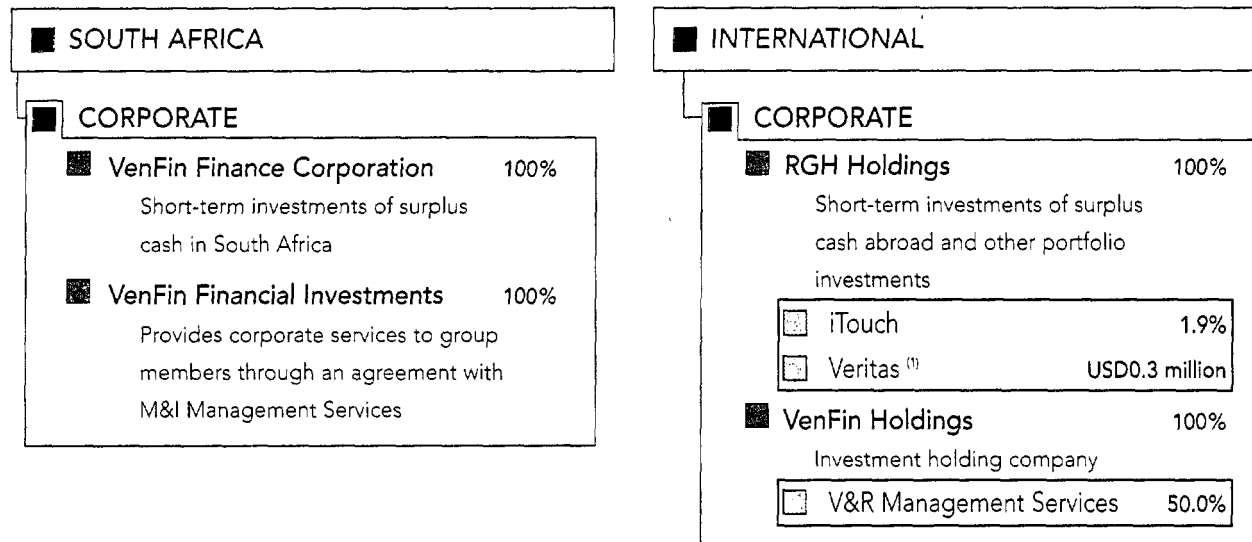 SOUTH AFRICA
CORPORATE
VenFin Finance Corporation 100%
Short-term investments of surplus
cash in South Africa
VenFin Financial Investments 100%
Provides corporate services to group
members through an agreement with
M&I Management Services
INTERNATIONAL
CORPORATE
RGH Holdings 100%
Short-term investments of surplus
cash abroad and other portfolio
investments
iTouch 1.9%
Veritas (1) USD0.3 million
VenFin Holdings 100%
Investment holding company
V&R Management Services 50.0%